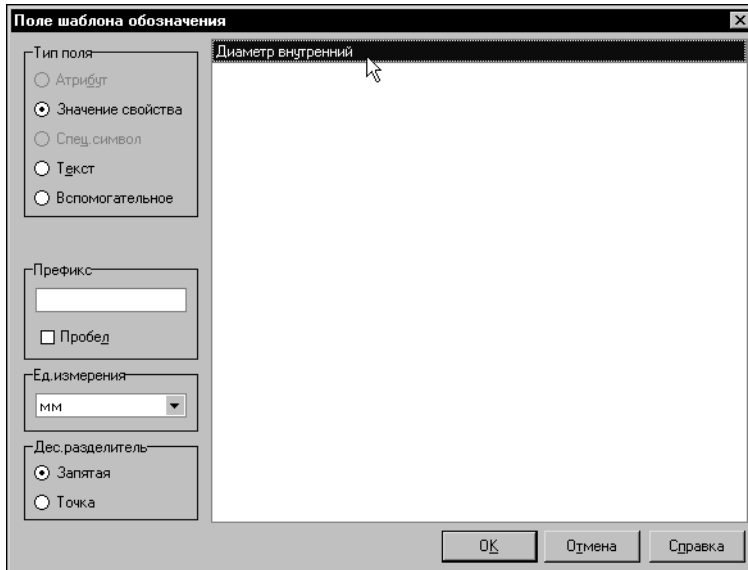 Поле шаблона обозначения
Тип поля
Атрибут
Значение свойства
Спец.символ
Текст
Вспомогательное
Диаметр внутренний
Префикс
Пробел
Ед.измерения
мм
Дес.разделитель
Запятая
Точка
OK
Отмена
Справка